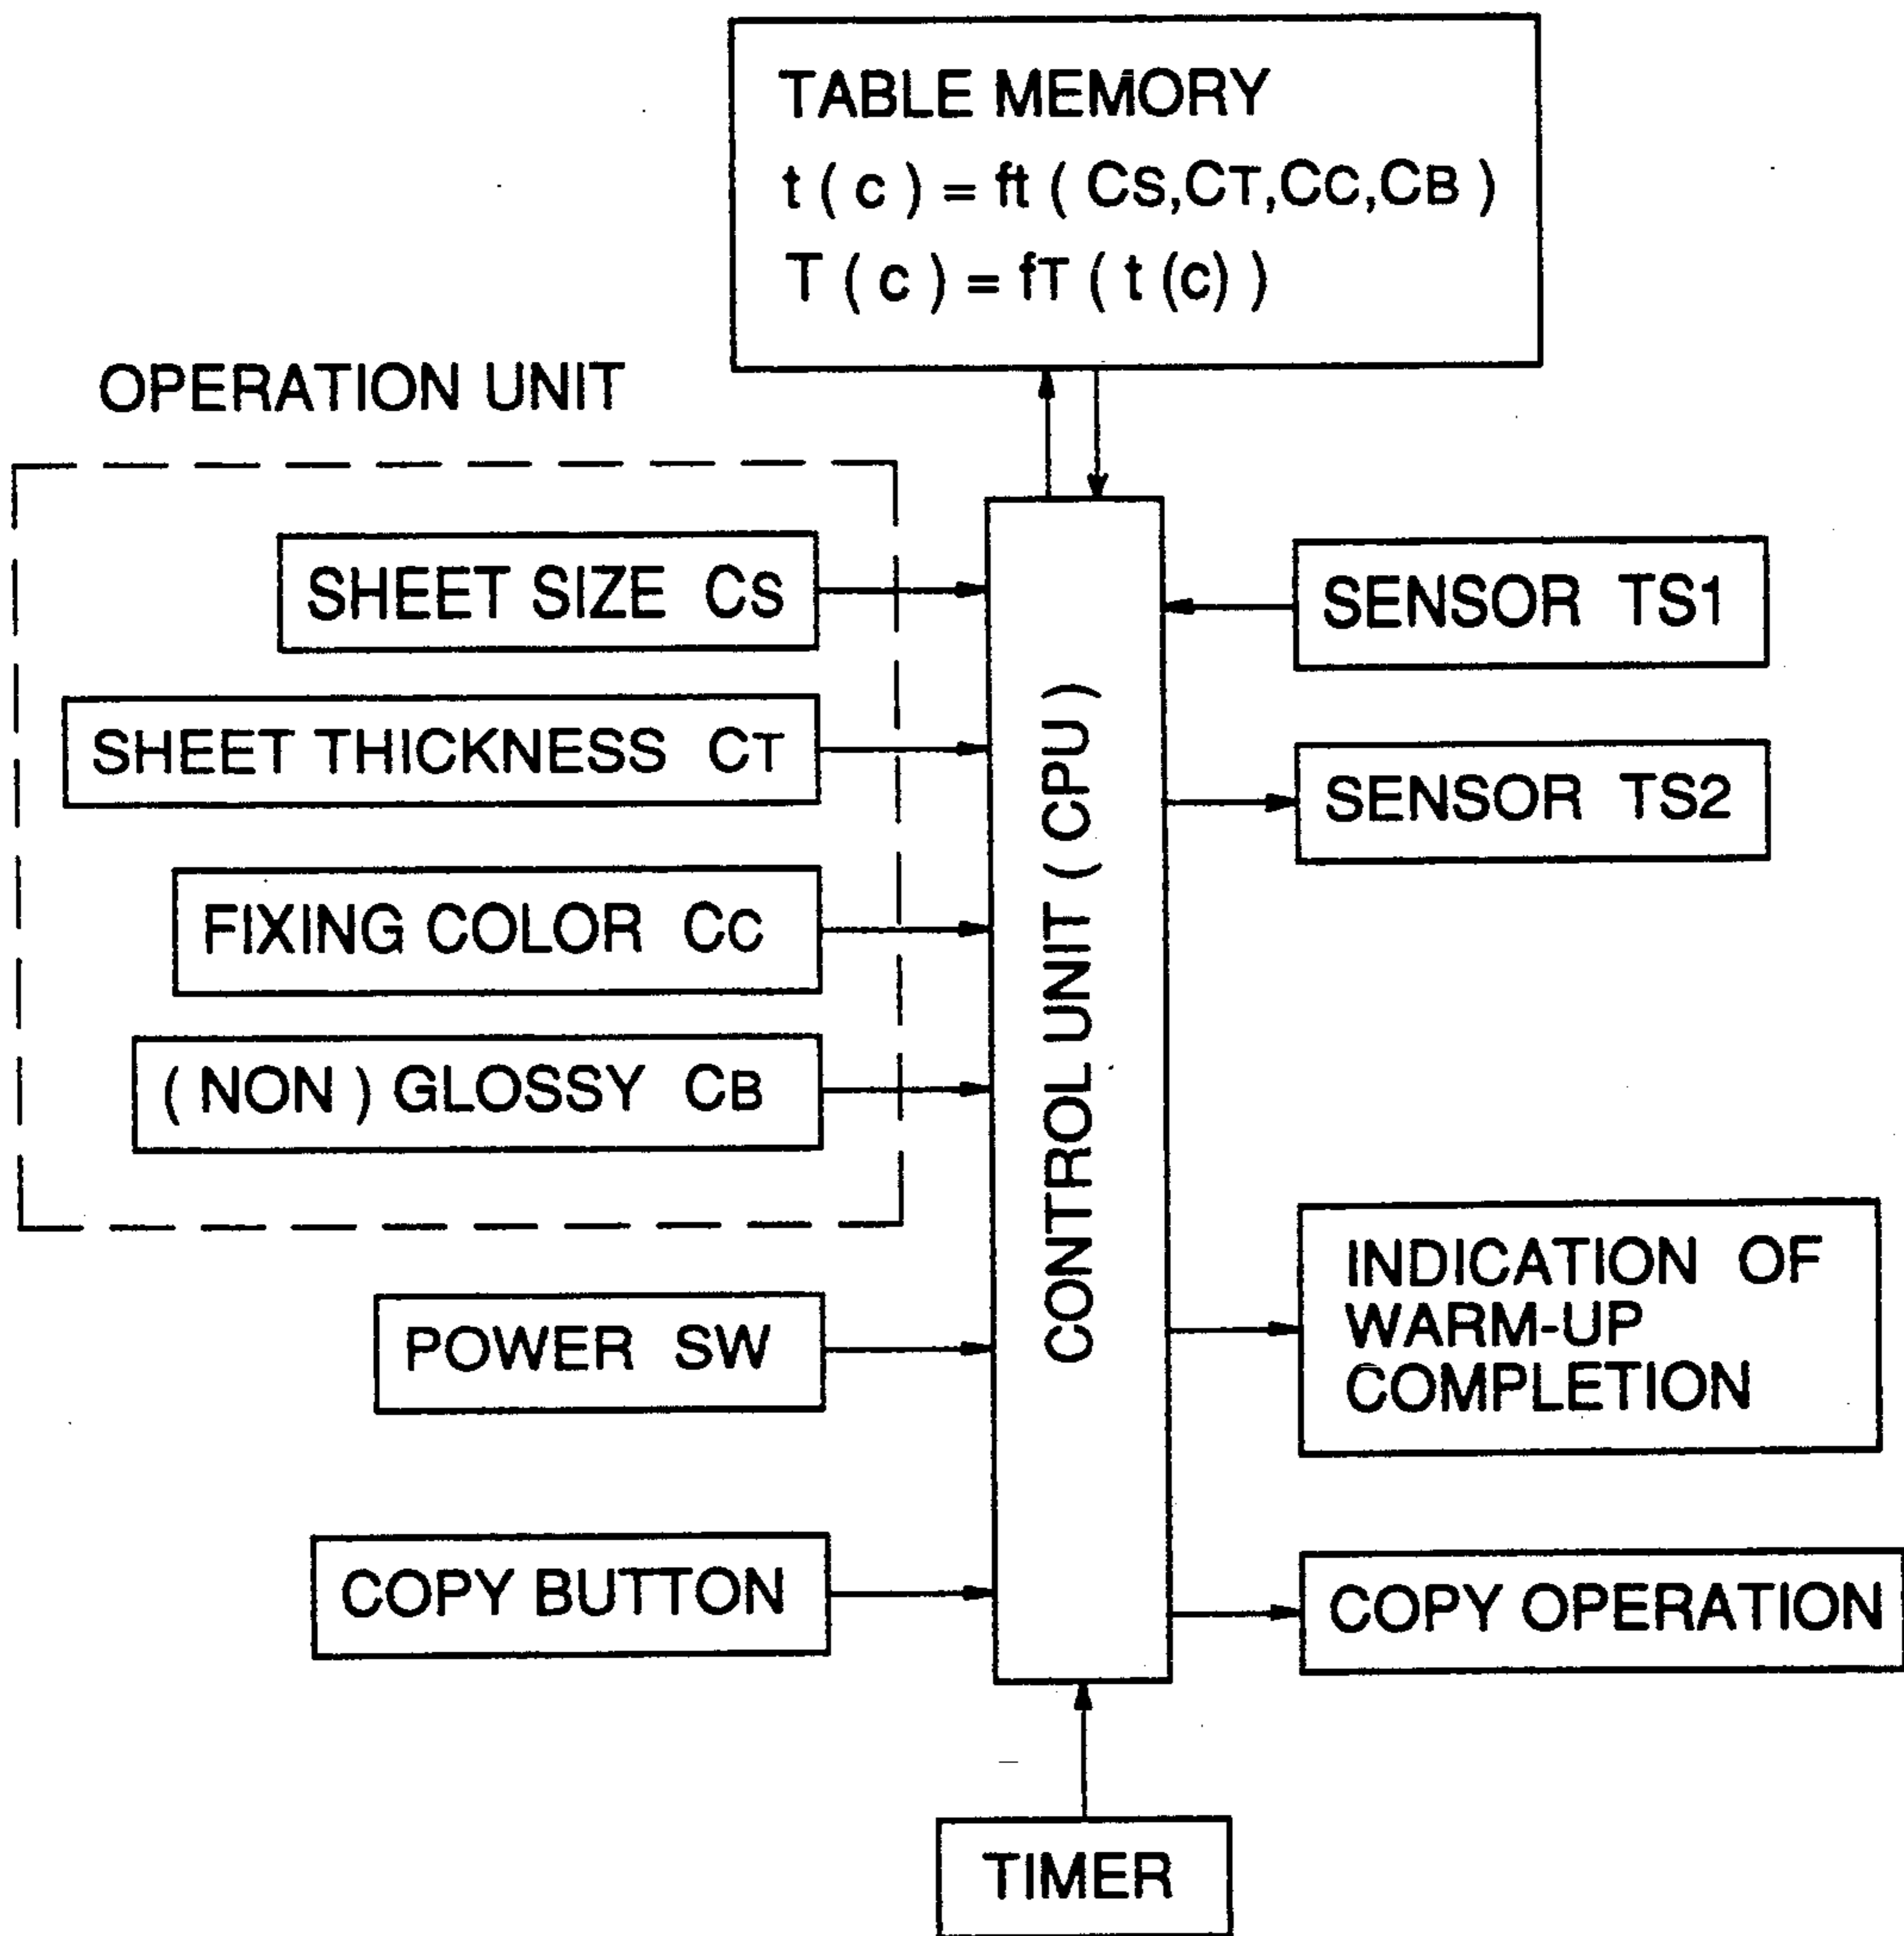 TABLE MEMORY
t ( c ) = ft ( CS,CT,CC,CB )
T ( c ) = fT ( t (c) )
OPERATION UNIT
SHEET SIZE CS
SHEET THICKNESS CT
FIXING COLOR CC
( NON ) GLOSSY CB
POWER SW
COPY BUTTON
CONTROL UNIT ( CPU )
SENSOR TS1
SENSOR TS2
INDICATION OF
WARM-UP
COMPLETION
COPY OPERATION
TIMER